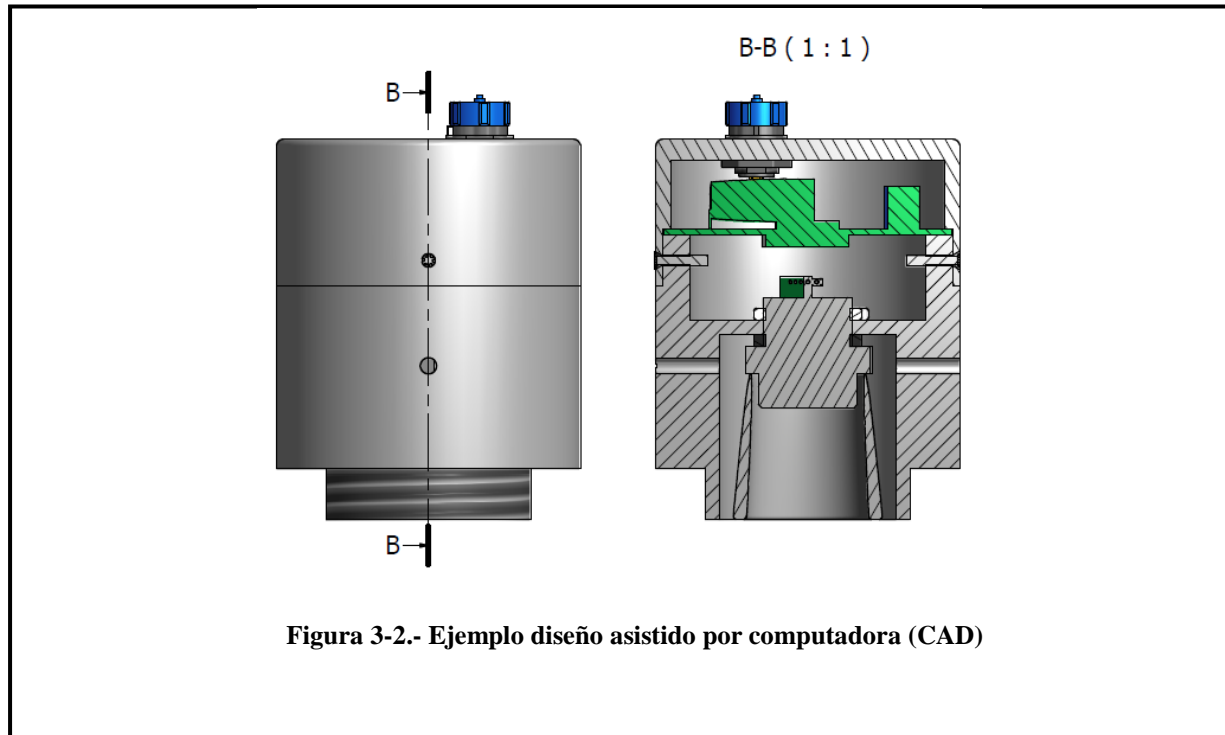 B-B ( 1 : 1 )
B
B
Figura 3-2.- Ejemplo diseño asistido por computadora (CAD)